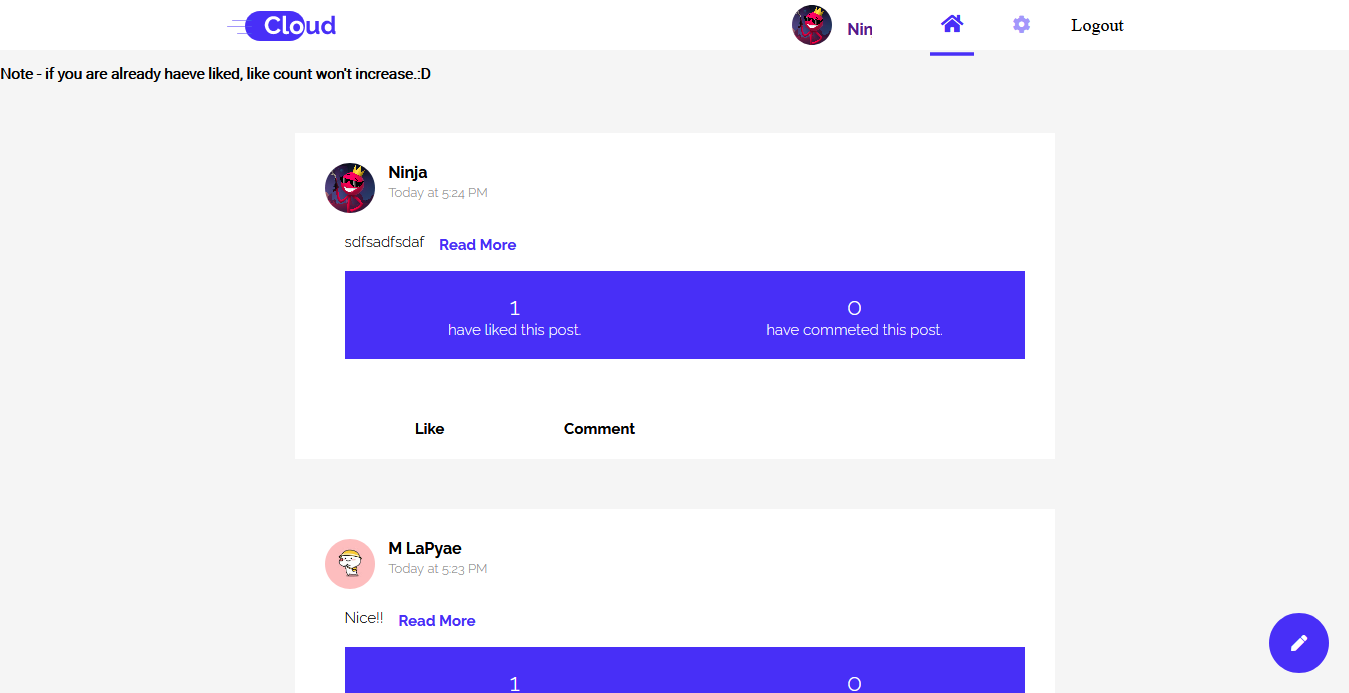 Cloud
Nin
Logout
Note - if you are already haeve liked, like count won't increase.:D
Ninja
Today at 5:24 PM
sdfsadfsdaf Read More
1 0
have liked this post. have commeted this post.
Like Comment
M LaPyae
Today at 5:23 PM
Nice!! Read More
1 0